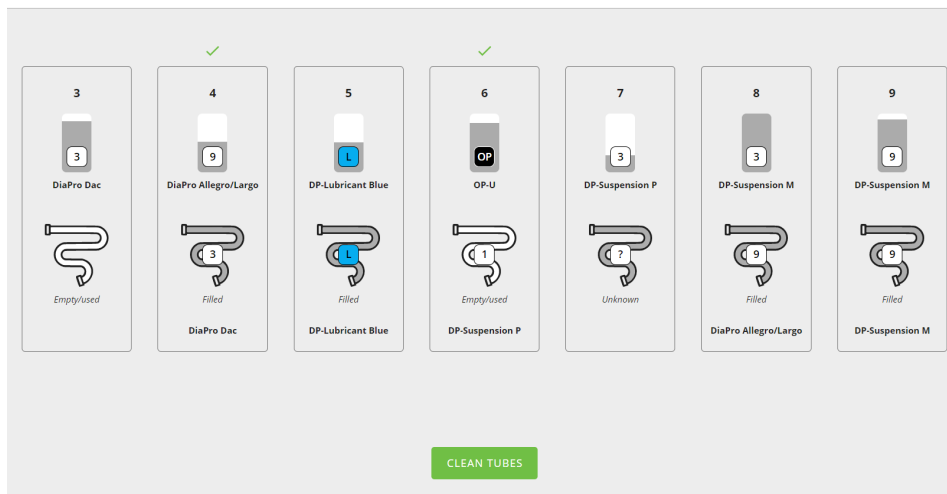 3
4
5
6
7
8
9
3
9
L
OP
3
3
9
DiaPro Dac
DiaPro Allegro/Largo
DP-Lubricant Blue
OP-U
DP-Suspension P
DP-Suspension M
DP-Suspension M
3
L
1
?
9
9
Empty/used
Filled
Filled
Empty/used
Unknown
Filled
Filled
DiaPro Dac
DP-Lubricant Blue
DP-Suspension P
DiaPro Allegro/Largo
DP-Suspension M
CLEAN TUBES